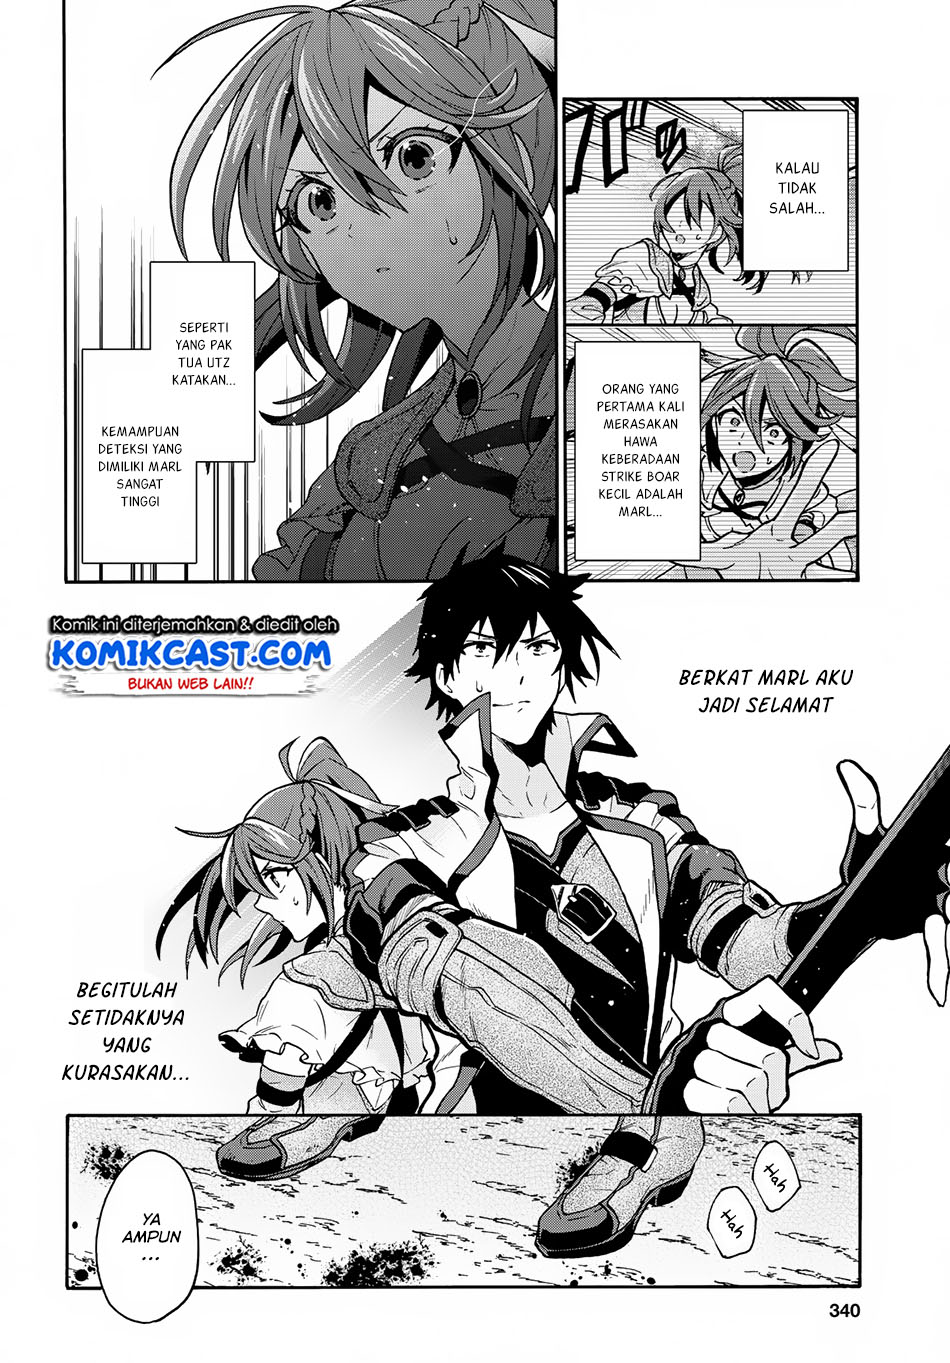 KALAU
TIDAK
SALAH...
ORANG YANG
PERTAMA KALI
MERASAKAN
HAWA
KEBERADAAN
STRIKE BOAR
KECIL ADALAH
MARL...
SEPERTI
YANG PAK
TUA UTZ
KATAKAN...
KEMAMPUAN
DETEKSI YANG
DIMILIKI MARL
SANGAT
TINGGI
Komik ini diterjemahkan & diedit oleh
KOMIKCAST.COM
BUKAN WEB LAIN!!
BERKAT MARL AKU
JADI SELAMAT
BEGITULAH
SETIDAKNYA
YANG
KURASAKAN...
Hah
Hah
YA
AMPUN
...
340